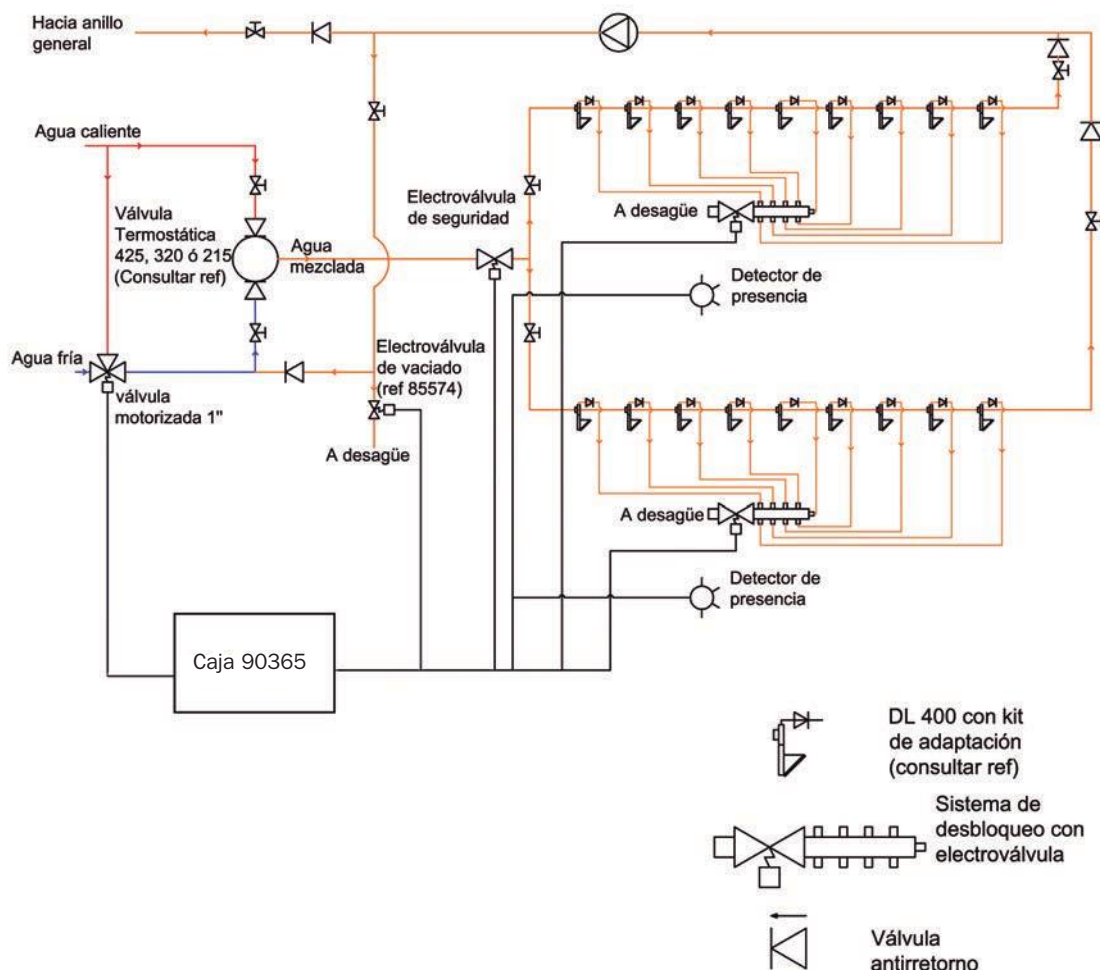 Hacia anillo
general
Agua caliente
Válvula
Termostática
425, 320 ó 215
(Consultar ref)
Agua
mezclada
Electroválvula
de seguridad
A desagüe
Detector de
presencia
Agua fría
válvula
motorizada 1"
Electroválvula
de vaciado
(ref 85574)
A desagüe
A desagüe
Detector de
presencia
Caja 90365
DL 400 con kit
de adaptación
(consultar ref)
Sistema de
desbloqueo con
electroválvula
Válvula
antirretorno